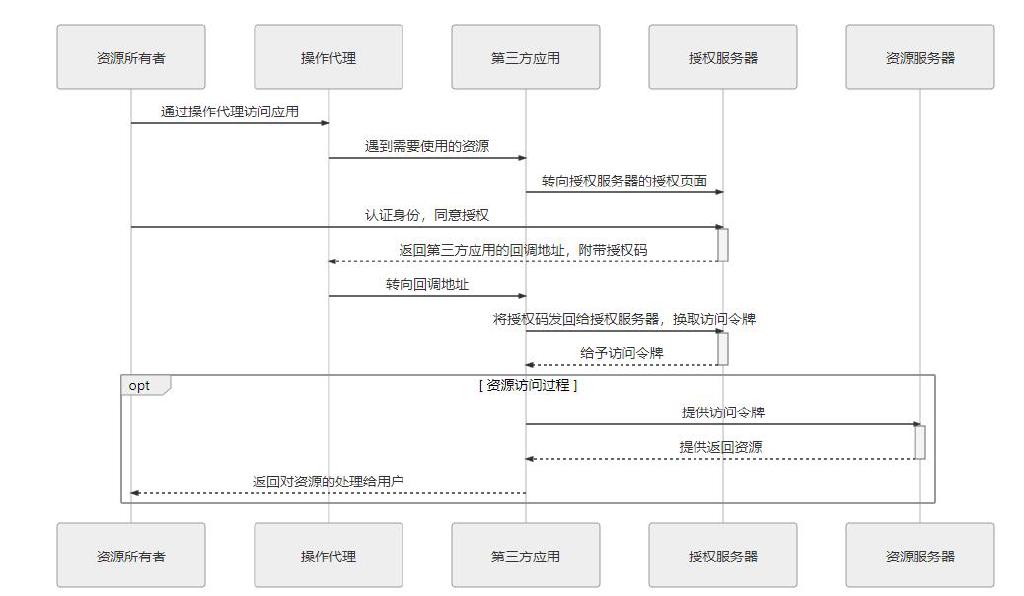 资源所有者
操作代理
第三方应用
授权服务器
资源服务器
通过操作代理访问应用
遇到需要使用的资源
转向授权服务器的授权页面
认证身份，同意授权
返回第三方应用的回调地址，附带授权码
转向回调地址
将授权码发回给授权服务器，换取访问令牌
给予访问令牌
opt
[ 资源访问过程 ]
提供访问令牌
提供返回资源
返回对资源的处理给用户
资源所有者
操作代理
第三方应用
授权服务器
资源服务器